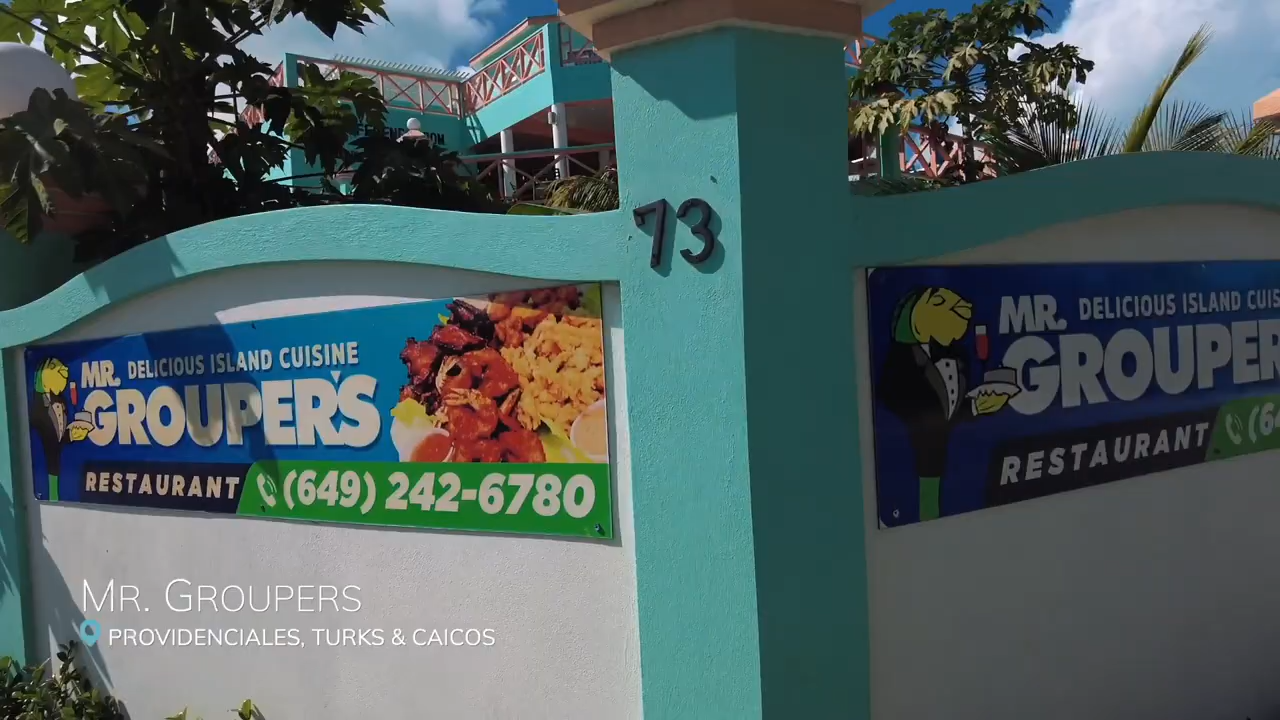 73
MR. DELICIOUS ISLAND CUISINE
GROUPER'S
RESTAURANT (649) 242-6780
MR. DELICIOUS ISLAND CUIS
GROUPER
RESTAURANT (64
MR. GROUPERS
PROVIDENCIALES, TURKS & CAICOS